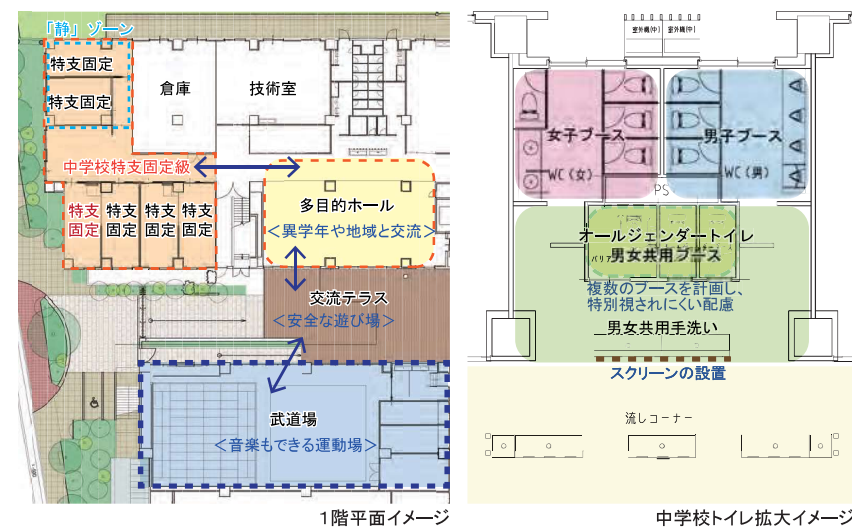 「静」ゾーン
特支固定
特支固定
倉庫
技術室
中学校特支固定級
特支
固定
特支
固定
特支
固定
特支
固定
多目的ホール
＜異学年や地域と交流＞
交流テラス
＜安全な遊び場＞
武道場
＜音楽もできる運動場＞
1階平面イメージ
室外機(中)
室外機(中)
女子ブース
WC（女）
男子ブース
WC（男）
PS
オールジェンダートイレ
男女共用ブース
複数のブースを計画し、
特別視されにくい配慮
男女共用手洗い
スクリーンの設置
流しコーナー
中学校トイレ拡大イメージ